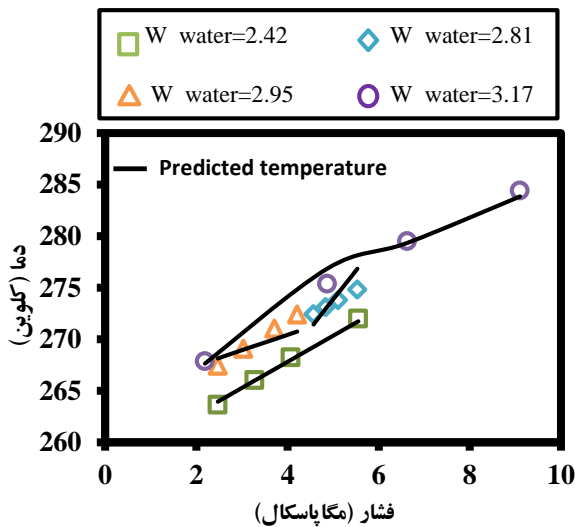 W water=2.42 W water=2.81
W water=2.95 W water=3.17
290
Predicted temperature
285
280
275
270
265
260
دما (کلوین)
0 2 4 6 8 10
فشار (مگاپاسکال)